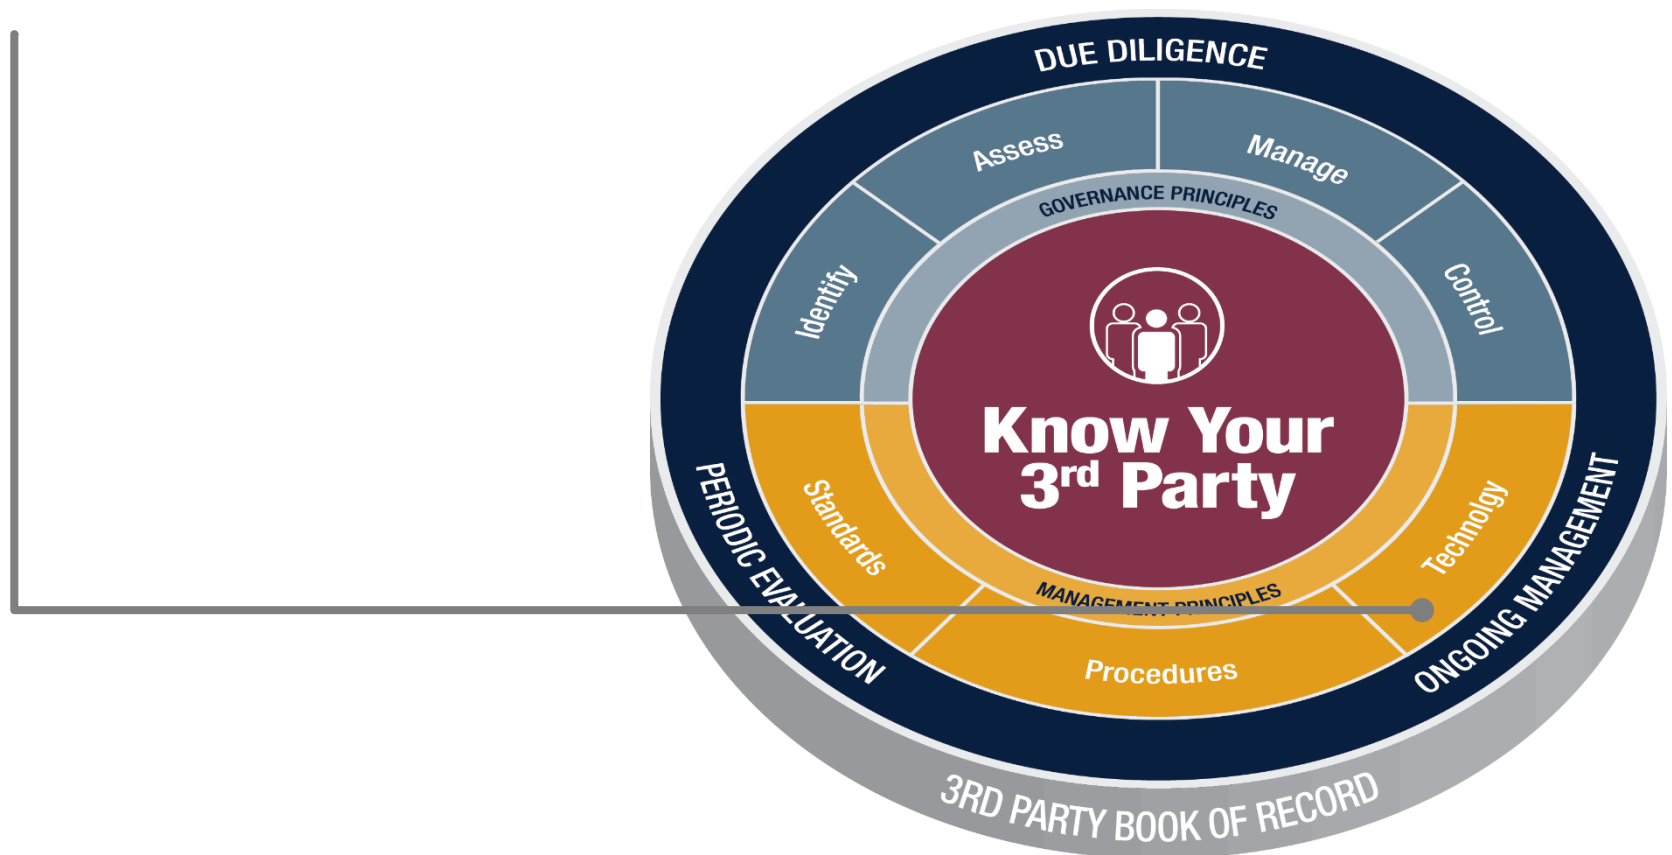 DUE DILIGENCE
Assess
Manage
GOVERNANCE PRINCIPLES
Identify
Control
Know Your
3rd Party
Standards
Technolgy
PERIODIC EVALUATION
ONGOING MANAGEMENT
MANAGEMENT PRINCIPLES
Procedures
3RD PARTY BOOK OF RECORD